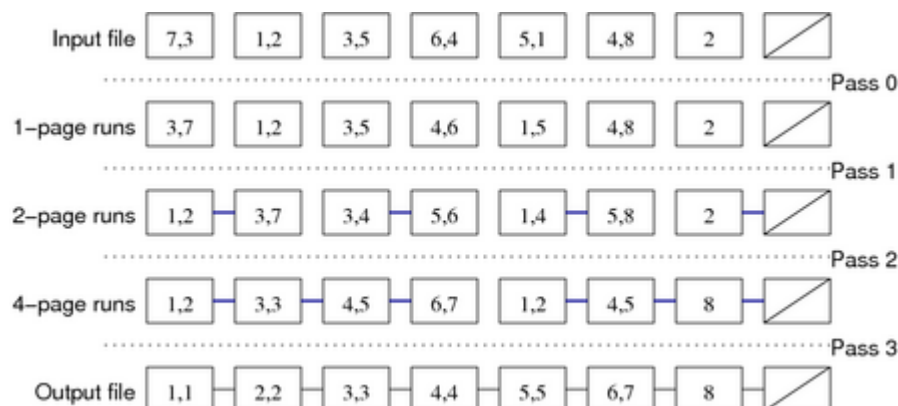 Input file 7,3 1,2 3,5 6,4 5,1 4,8 2
Pass 0
1-page runs 3,7 1,2 3,5 4,6 1,5 4,8 2
Pass 1
2-page runs 1,2 3,7 3,4 5,6 1,4 5,8 2
Pass 2
4-page runs 1,2 3,3 4,5 6,7 1,2 4,5 8
Pass 3
Output file 1,1 2,2 3,3 4,4 5,5 6,7 8